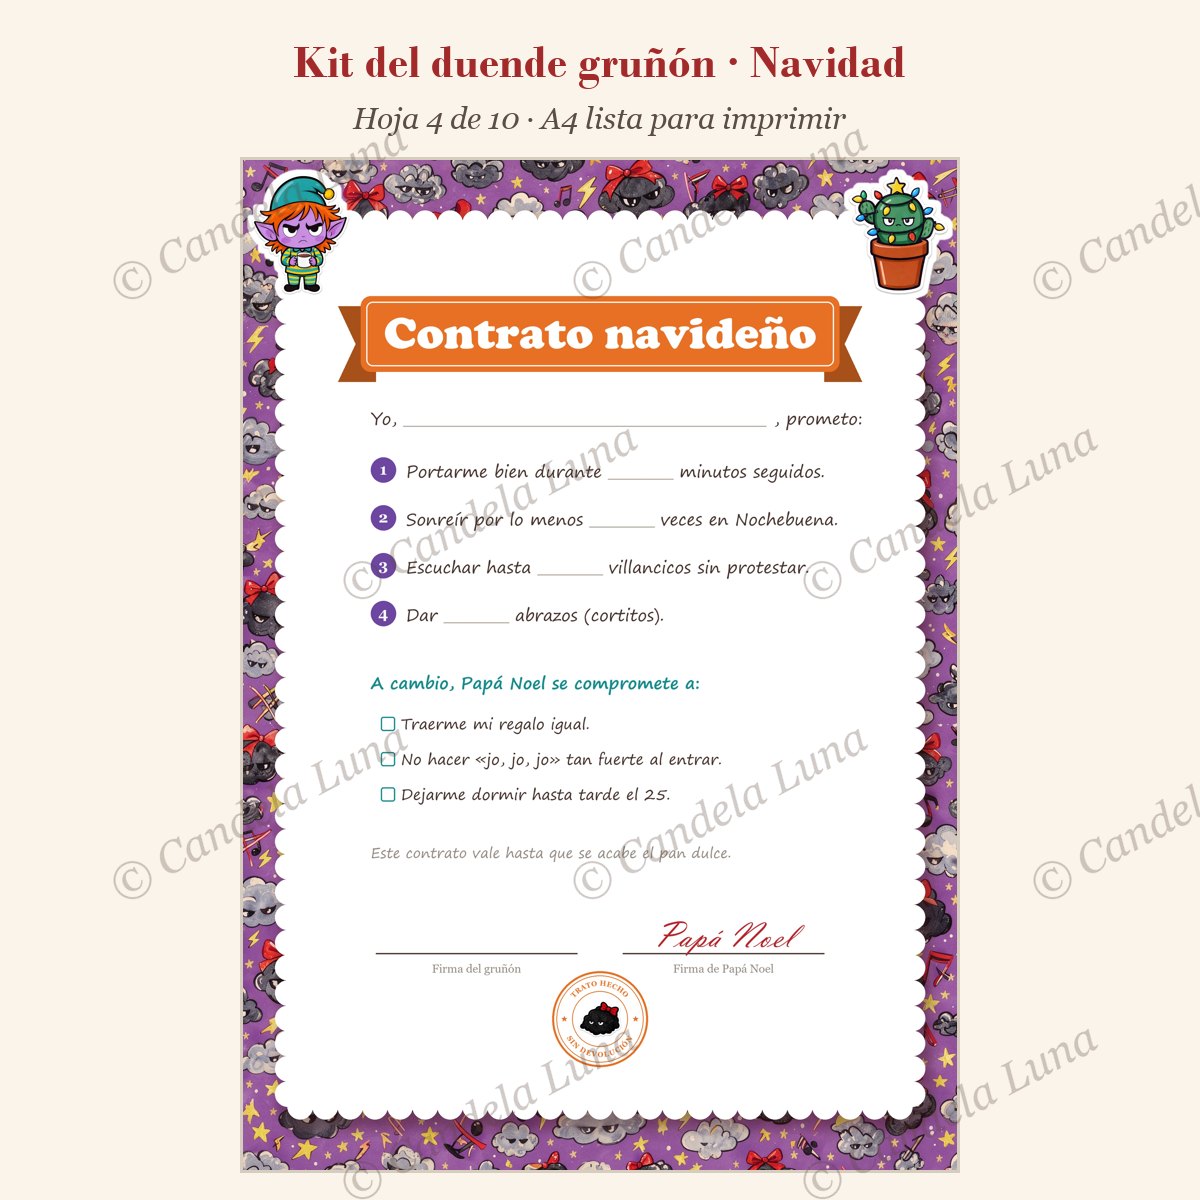 Kit del duende gruñón · Navidad
Hoja 4 de 10 · A4 lista para imprimir
Contrato navideño
Yo, ______ , prometo:
1 Portarme bien durante ______ minutos seguidos.
2 Sonreír por lo menos ______ veces en Nochebuena.
3 Escuchar hasta ______ villancicos sin protestar.
4 Dar ______ abrazos (cortitos).
A cambio, Papá Noel se compromete a:
Traerme mi regalo igual.
No hacer «jo, jo, jo» tan fuerte al entrar.
Dejarme dormir hasta tarde el 25.
Este contrato vale hasta que se acabe el pan dulce.
Papá Noel
Firma del gruñón
Firma de Papá Noel
TRATO HECHO
SIN DEVOLUCIÓN
© Candela Luna